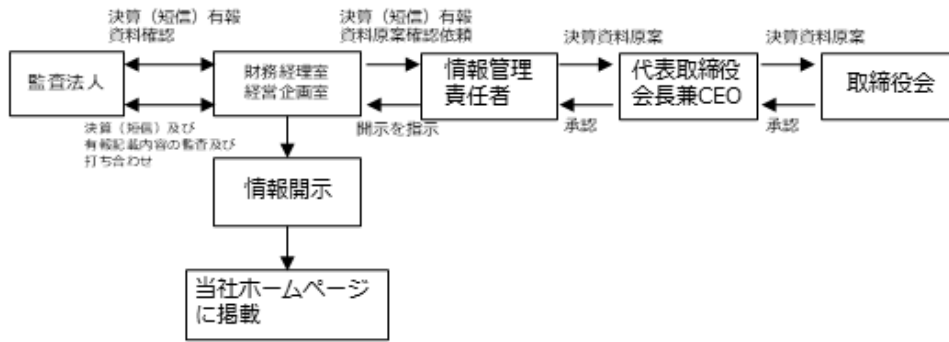 決算（短信）有報
資料確認
決算（短信）有報
資料原案確認依頼
決算資料原案
決算資料原案
監査法人
財務経理室
経営企画室
情報管理
責任者
代表取締役
会長兼CEO
取締役会
決算（短信）及び
有報記載内容の監査及び
打ち合わせ
開示を指示
承認
承認
情報開示
当社ホームページ
に掲載